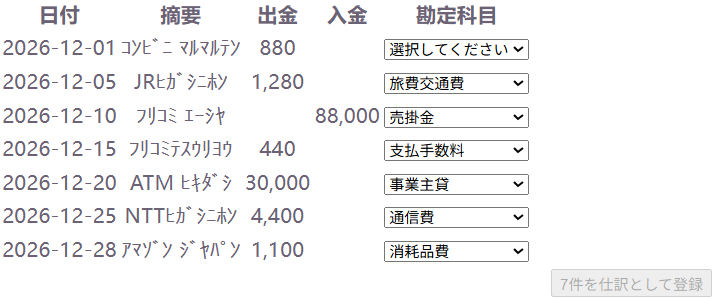 日付 摘要 出金 入金 勘定科目
2026-12-01 ｺﾝﾋﾞﾆ ﾏﾙﾏﾙﾃﾝ 880 選択してください
2026-12-05 JRﾋｶﾞｼﾆﾎﾝ 1,280 旅費交通費
2026-12-10 ﾌﾘｺﾐ ｴｰｼﾔ 88,000 売掛金
2026-12-15 ﾌﾘｺﾐﾃｽｳﾘﾖｳ 440 支払手数料
2026-12-20 ATM ﾋｷﾀﾞｼ 30,000 事業主貸
2026-12-25 NTTﾋｶﾞｼﾆﾎﾝ 4,400 通信費
2026-12-28 ｱﾏｿﾞﾝ ｼﾞﾔﾊﾟﾝ 1,100 消耗品費
7件を仕訳として登録